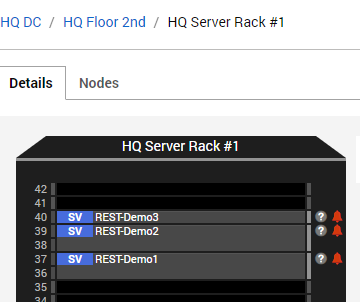 HQ DC / HQ Floor 2nd / HQ Server Rack #1
Details Nodes
HQ Server Rack #1
42
41
40 SV REST-Demo3 ?
39 SV REST-Demo2 ?
38
37 SV REST-Demo1 ?
36
35
34